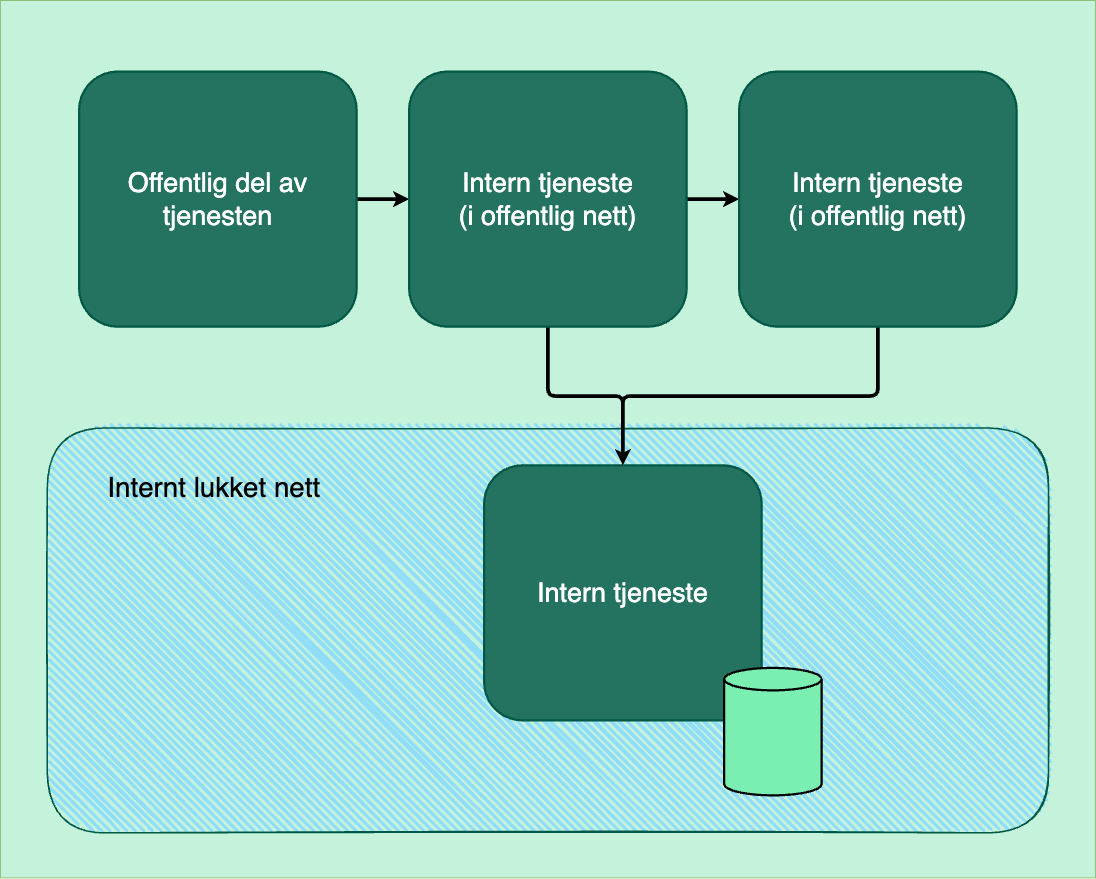 Offentlig del av
tjenesten
Intern tjeneste
(i offentlig nett)
Intern tjeneste
(i offentlig nett)
Internt lukket nett
Intern tjeneste